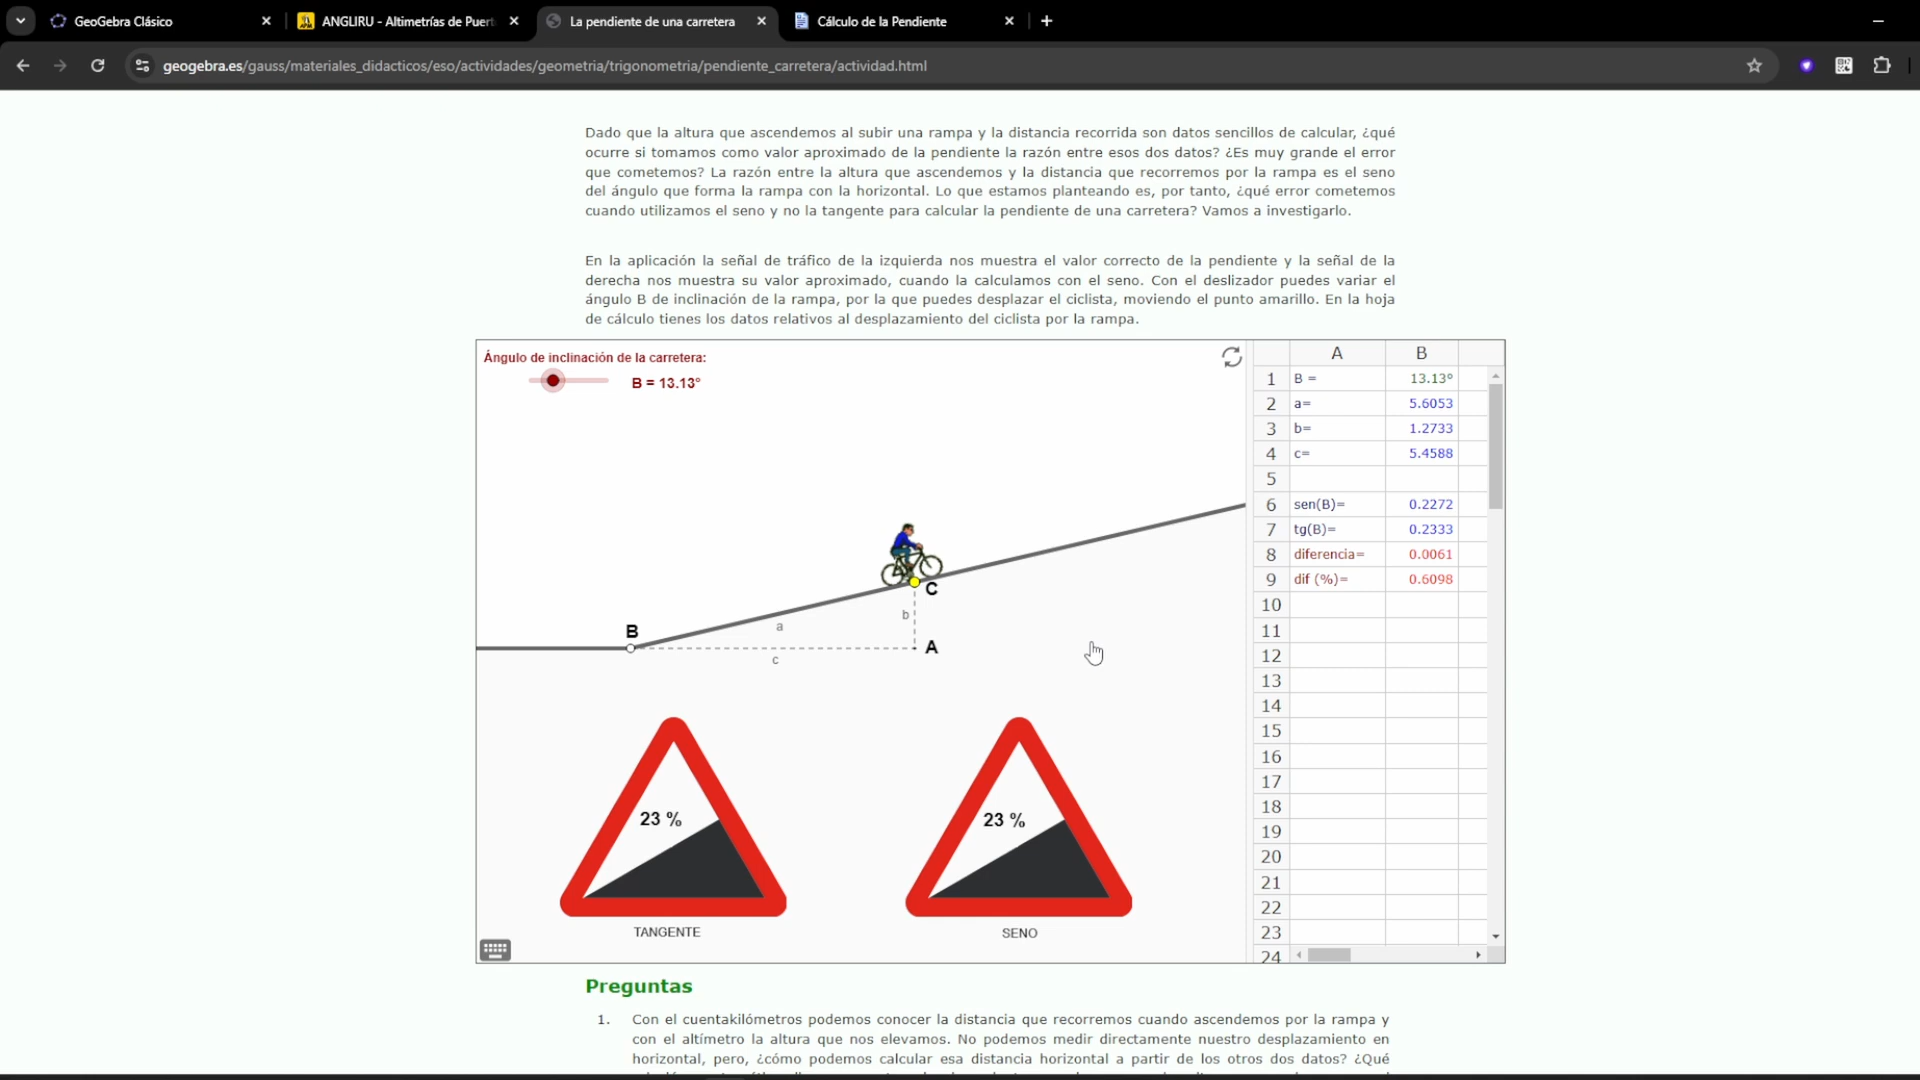 GeoGebra Clásico
ANGLIRU - Altimetrías de Puert
La pendiente de una carretera
Cálculo de la Pendiente
geogebra.es/gauss/materiales_didacticos/eso/actividades/geometria/trigonometria/pendiente_carretera/actividad.html
Dado que la altura que ascendemos al subir una rampa y la distancia recorrida son datos sencillos de calcular, ¿qué
ocurre si tomamos como valor aproximado de la pendiente la razón entre esos dos datos? ¿Es muy grande el error
que cometemos? La razón entre la altura que ascendemos y la distancia que recorremos por la rampa es el seno
del ángulo que forma la rampa con la horizontal. Lo que estamos planteando es, por tanto, ¿qué error cometemos
cuando utilizamos el seno y no la tangente para calcular la pendiente de una carretera? Vamos a investigarlo.
En la aplicación la señal de tráfico de la izquierda nos muestra el valor correcto de la pendiente y la señal de la
derecha nos muestra su valor aproximado, cuando la calculamos con el seno. Con el deslizador puedes variar el
ángulo B de inclinación de la rampa, por la que puedes desplazar el ciclista, moviendo el punto amarillo. En la hoja
de cálculo tienes los datos relativos al desplazamiento del ciclista por la rampa.
Ángulo de inclinación de la carretera:
B = 13.13°
B
C
a
b
c
A
23 %
TANGENTE
23 %
SENO
A B
1 B = 13.13°
2 a= 5.6053
3 b= 1.2733
4 c= 5.4588
5
6 sen(B)= 0.2272
7 tg(B)= 0.2333
8 diferencia= 0.0061
9 dif (%)= 0.6098
10
11
12
13
14
15
16
17
18
19
20
21
22
23
24
Preguntas
1. Con el cuentakilómetros podemos conocer la distancia que recorremos cuando ascendemos por la rampa y
con el altímetro la altura que nos elevamos. No podemos medir directamente nuestro desplazamiento en
horizontal, pero, ¿cómo podemos calcular esa distancia horizontal a partir de los otros dos datos? ¿Qué